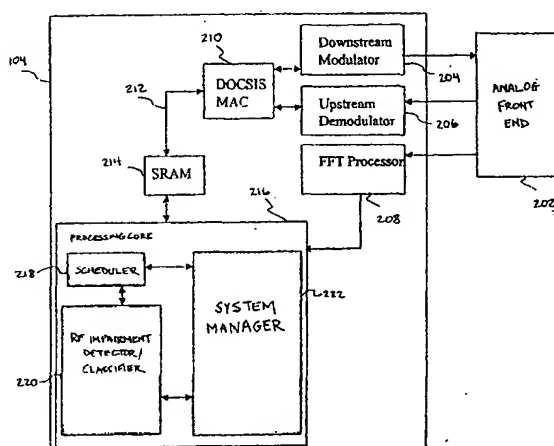 104
210
DOCSIS
MAC
212
214
SRAM
Downstream
Modulator
204
Upstream
Demodulator
206
FFT Processor
208
ANALOG
FRONT
END
202
216
PROCESSING CORE
218
SCHEDULER
RF IMPAIRMENT
DETECTOR/
CLASSIFIER
220
SYSTEM
MANAGER
222